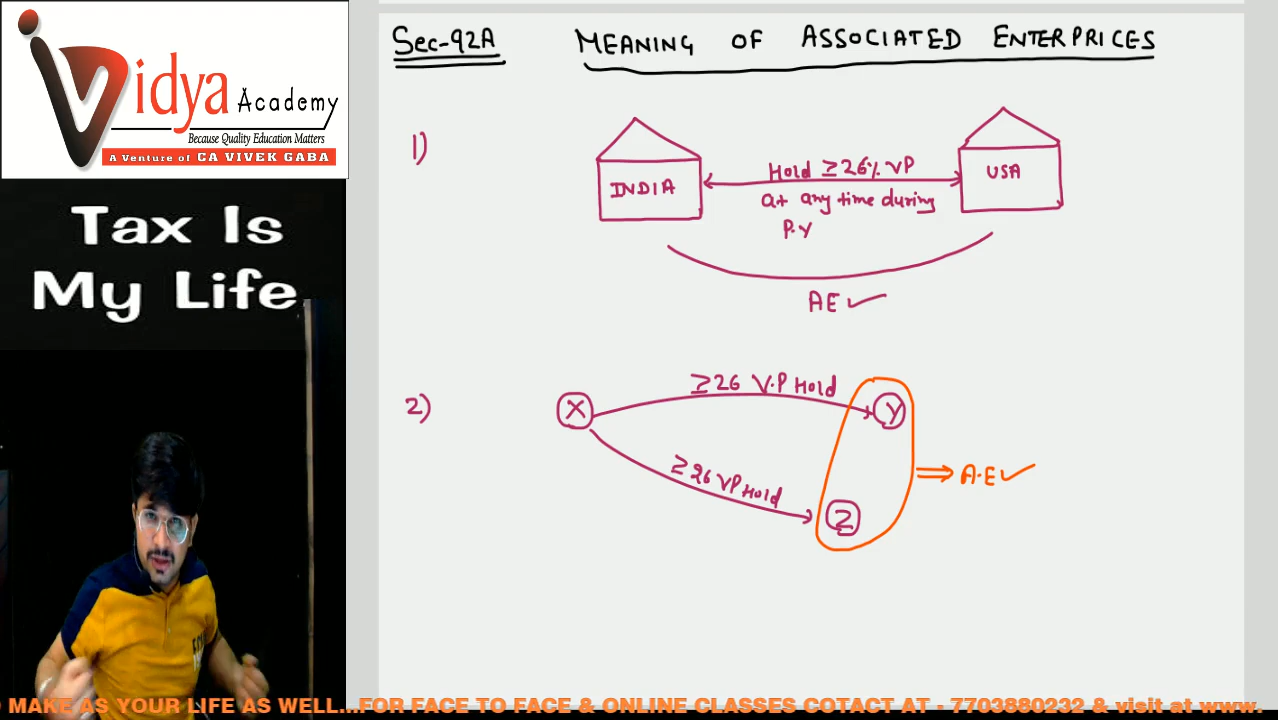 Vidya
Academy
Because Quality Education Matters
A Venture of CA VIVEK GABA
Tax Is
My Life
Sec-92A MEANING OF ASSOCIATED ENTERPRICES
1)
INDIA
Hold ≥26% VP
at any time during
P.Y
USA
AE ✓
2)
X
≥26 V.P Hold
Y
≥26 VP Hold
Z
⇒ A.E ✓
MAKE AS YOUR LIFE AS WELL...FOR FACE TO FACE & ONLINE CLASSES COTACT AT - 7703880232 & visit at www.